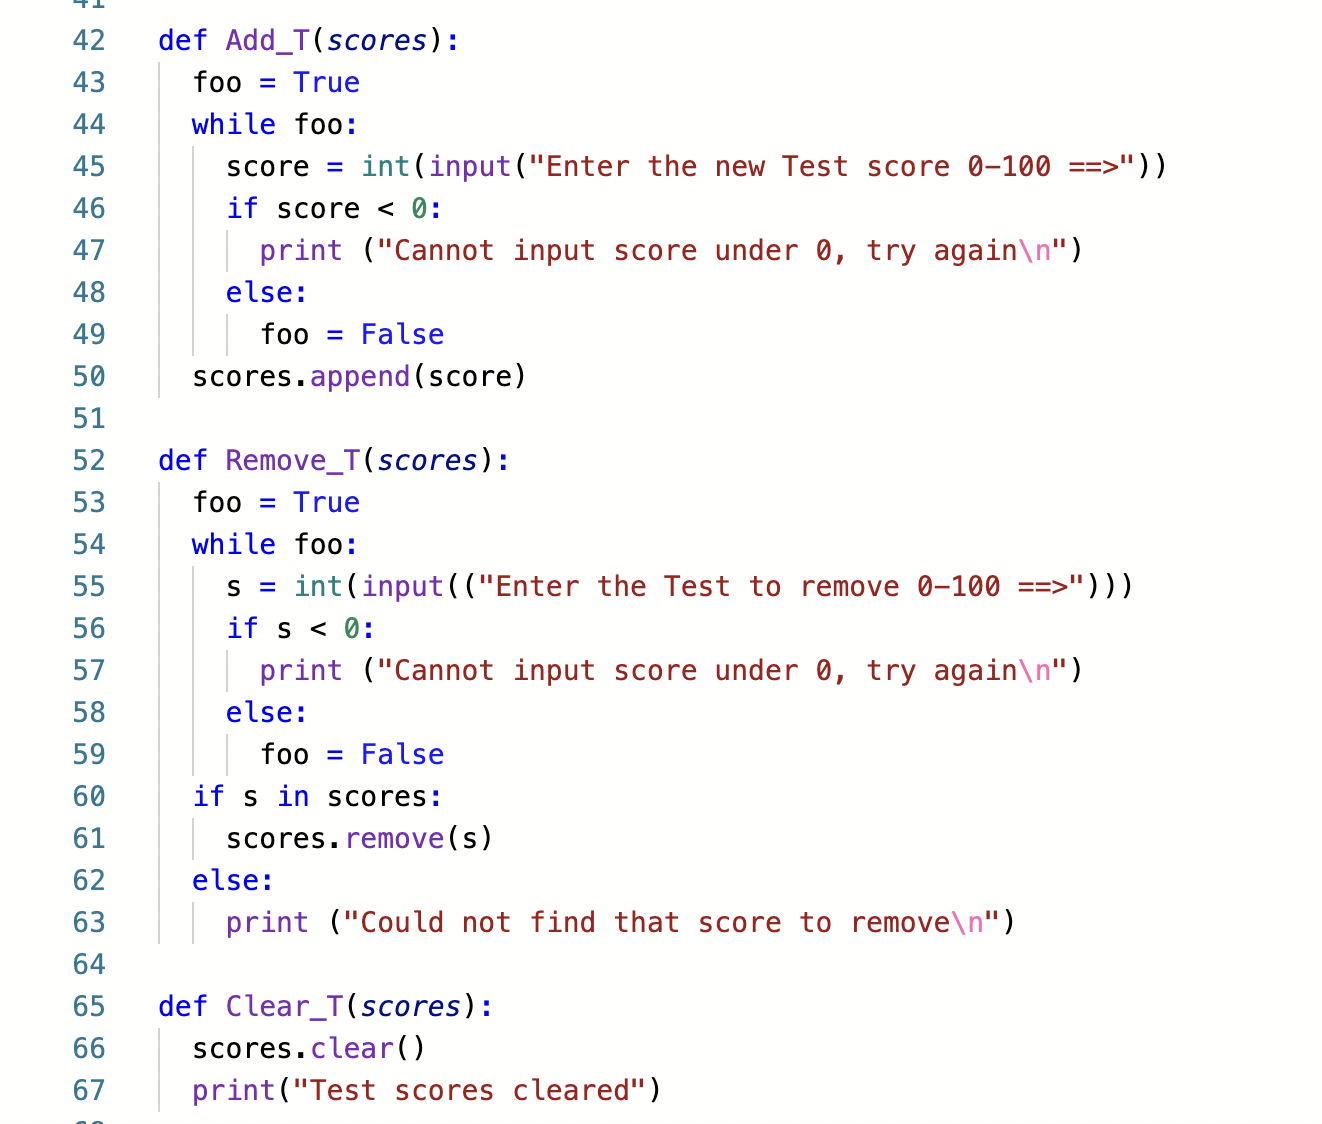 41
42 def Add_T(scores):
43 foo = True
44 while foo:
45 score = int(input("Enter the new Test score 0-100 ==>"))
46 if score < 0:
47 print ("Cannot input score under 0, try again\n")
48 else:
49 foo = False
50 scores.append(score)
51
52 def Remove_T(scores):
53 foo = True
54 while foo:
55 s = int(input(("Enter the Test to remove 0-100 ==>")))
56 if s < 0:
57 print ("Cannot input score under 0, try again\n")
58 else:
59 foo = False
60 if s in scores:
61 scores.remove(s)
62 else:
63 print ("Could not find that score to remove\n")
64
65 def Clear_T(scores):
66 scores.clear()
67 print("Test scores cleared")